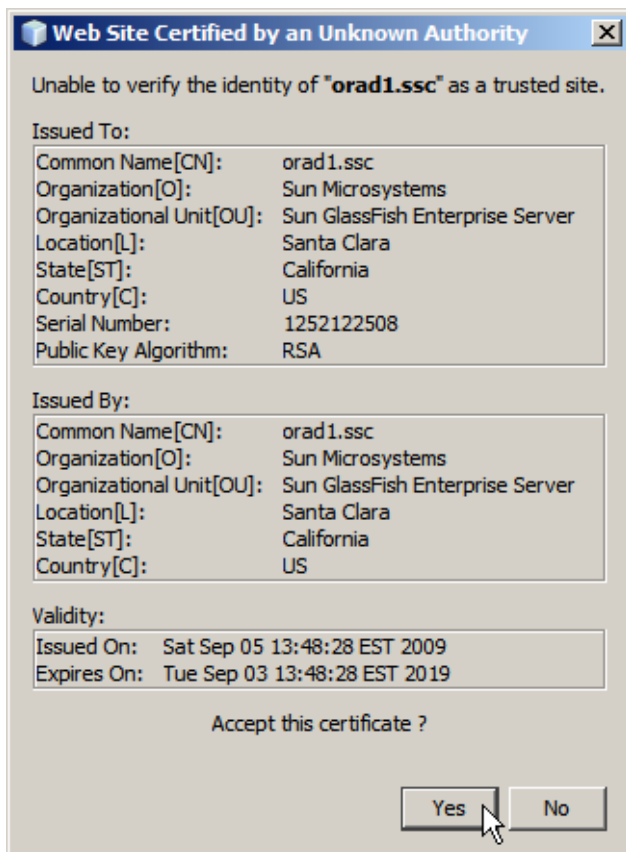 Web Site Certified by an Unknown Authority
Unable to verify the identity of "orad1.ssc" as a trusted site.
Issued To:
Common Name[CN]: orad1.ssc
Organization[O]: Sun Microsystems
Organizational Unit[OU]: Sun GlassFish Enterprise Server
Location[L]: Santa Clara
State[ST]: California
Country[C]: US
Serial Number: 1252122508
Public Key Algorithm: RSA
Issued By:
Common Name[CN]: orad1.ssc
Organization[O]: Sun Microsystems
Organizational Unit[OU]: Sun GlassFish Enterprise Server
Location[L]: Santa Clara
State[ST]: California
Country[C]: US
Validity:
Issued On: Sat Sep 05 13:48:28 EST 2009
Expires On: Tue Sep 03 13:48:28 EST 2019
Accept this certificate ?
Yes No